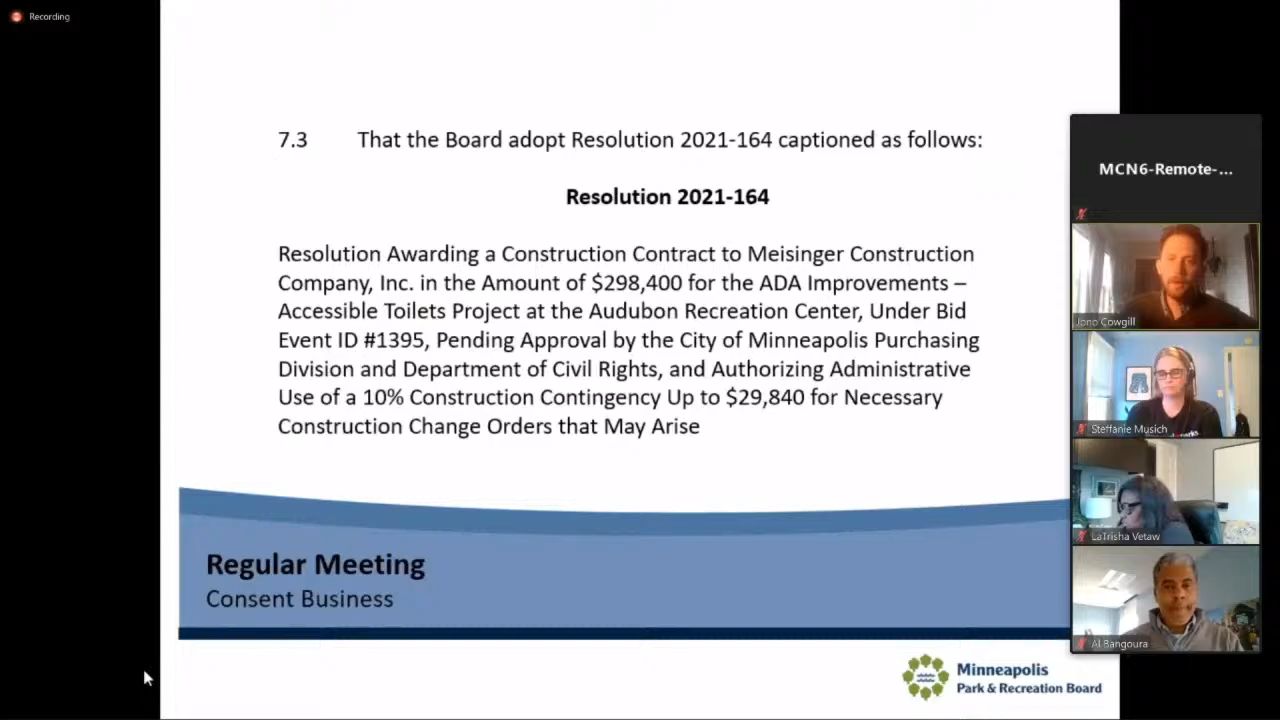 Recording
7.3 That the Board adopt Resolution 2021-164 captioned as follows:
Resolution 2021-164
Resolution Awarding a Construction Contract to Meisinger Construction
Company, Inc. in the Amount of $298,400 for the ADA Improvements –
Accessible Toilets Project at the Audubon Recreation Center, Under Bid
Event ID #1395, Pending Approval by the City of Minneapolis Purchasing
Division and Department of Civil Rights, and Authorizing Administrative
Use of a 10% Construction Contingency Up to $29,840 for Necessary
Construction Change Orders that May Arise
Regular Meeting
Consent Business
Minneapolis
Park & Recreation Board
MCN6-Remote-...
Jono Cowgill
Steffanie Musich
LaTrisha Vetaw
Al Bangoura